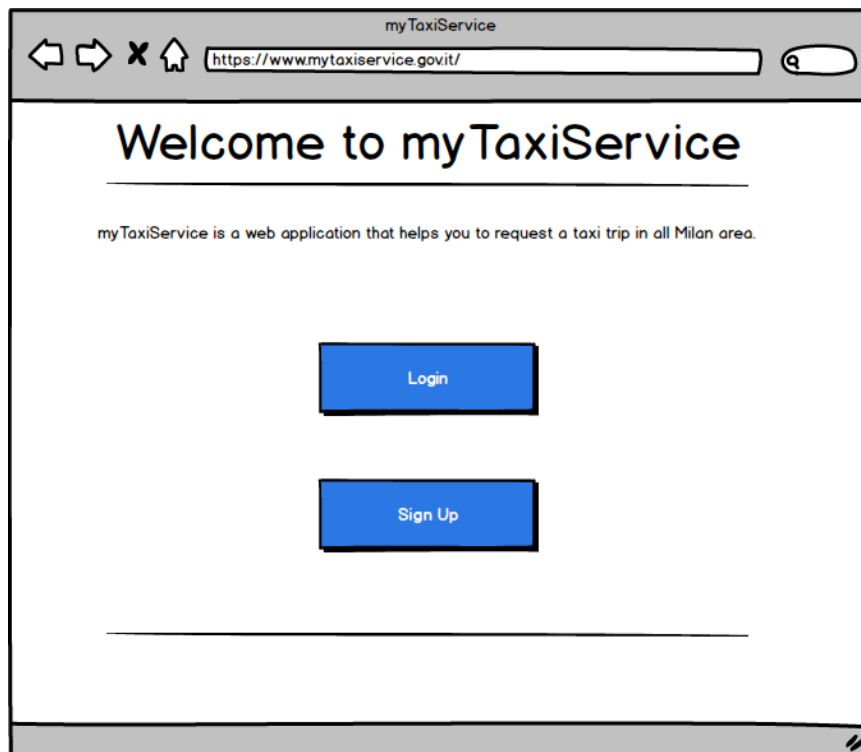 myTaxiService
https://www.mytaxiservice.gov.it/
Welcome to myTaxiService
myTaxiService is a web application that helps you to request a taxi trip in all Milan area.
Login
Sign Up